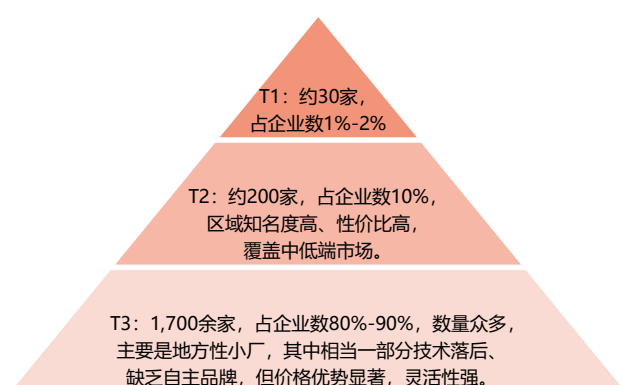 T1：约30家，
占企业数1%-2%
T2：约200家，占企业数10%，
区域知名度高、性价比高，
覆盖中低端市场。
T3：1,700余家，占企业数80%-90%，数量众多，
主要是地方性小厂，其中相当一部分技术落后、
缺乏自主品牌，但价格优势显著，灵活性强。